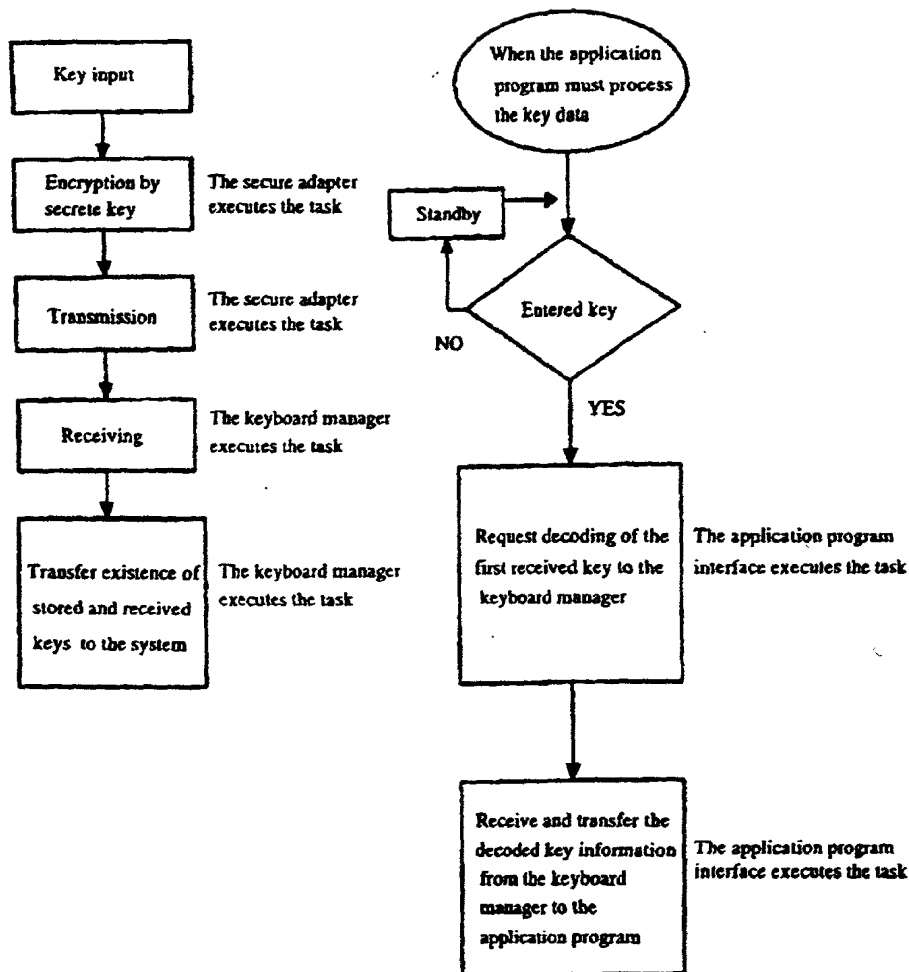 Key input
Encryption by
secrete key
The secure adapter
executes the task
Transmission
The secure adapter
executes the task
Receiving
The keyboard manager
executes the task
Transfer existence of
stored and received
keys to the system
The keyboard manager
executes the task
When the application
program must process
the key data
Standby
Entered key
NO
YES
Request decoding of the
first received key to the
keyboard manager
The application program
interface executes the task
Receive and transfer the
decoded key information
from the keyboard
manager to the
application program
The application program
interface executes the task